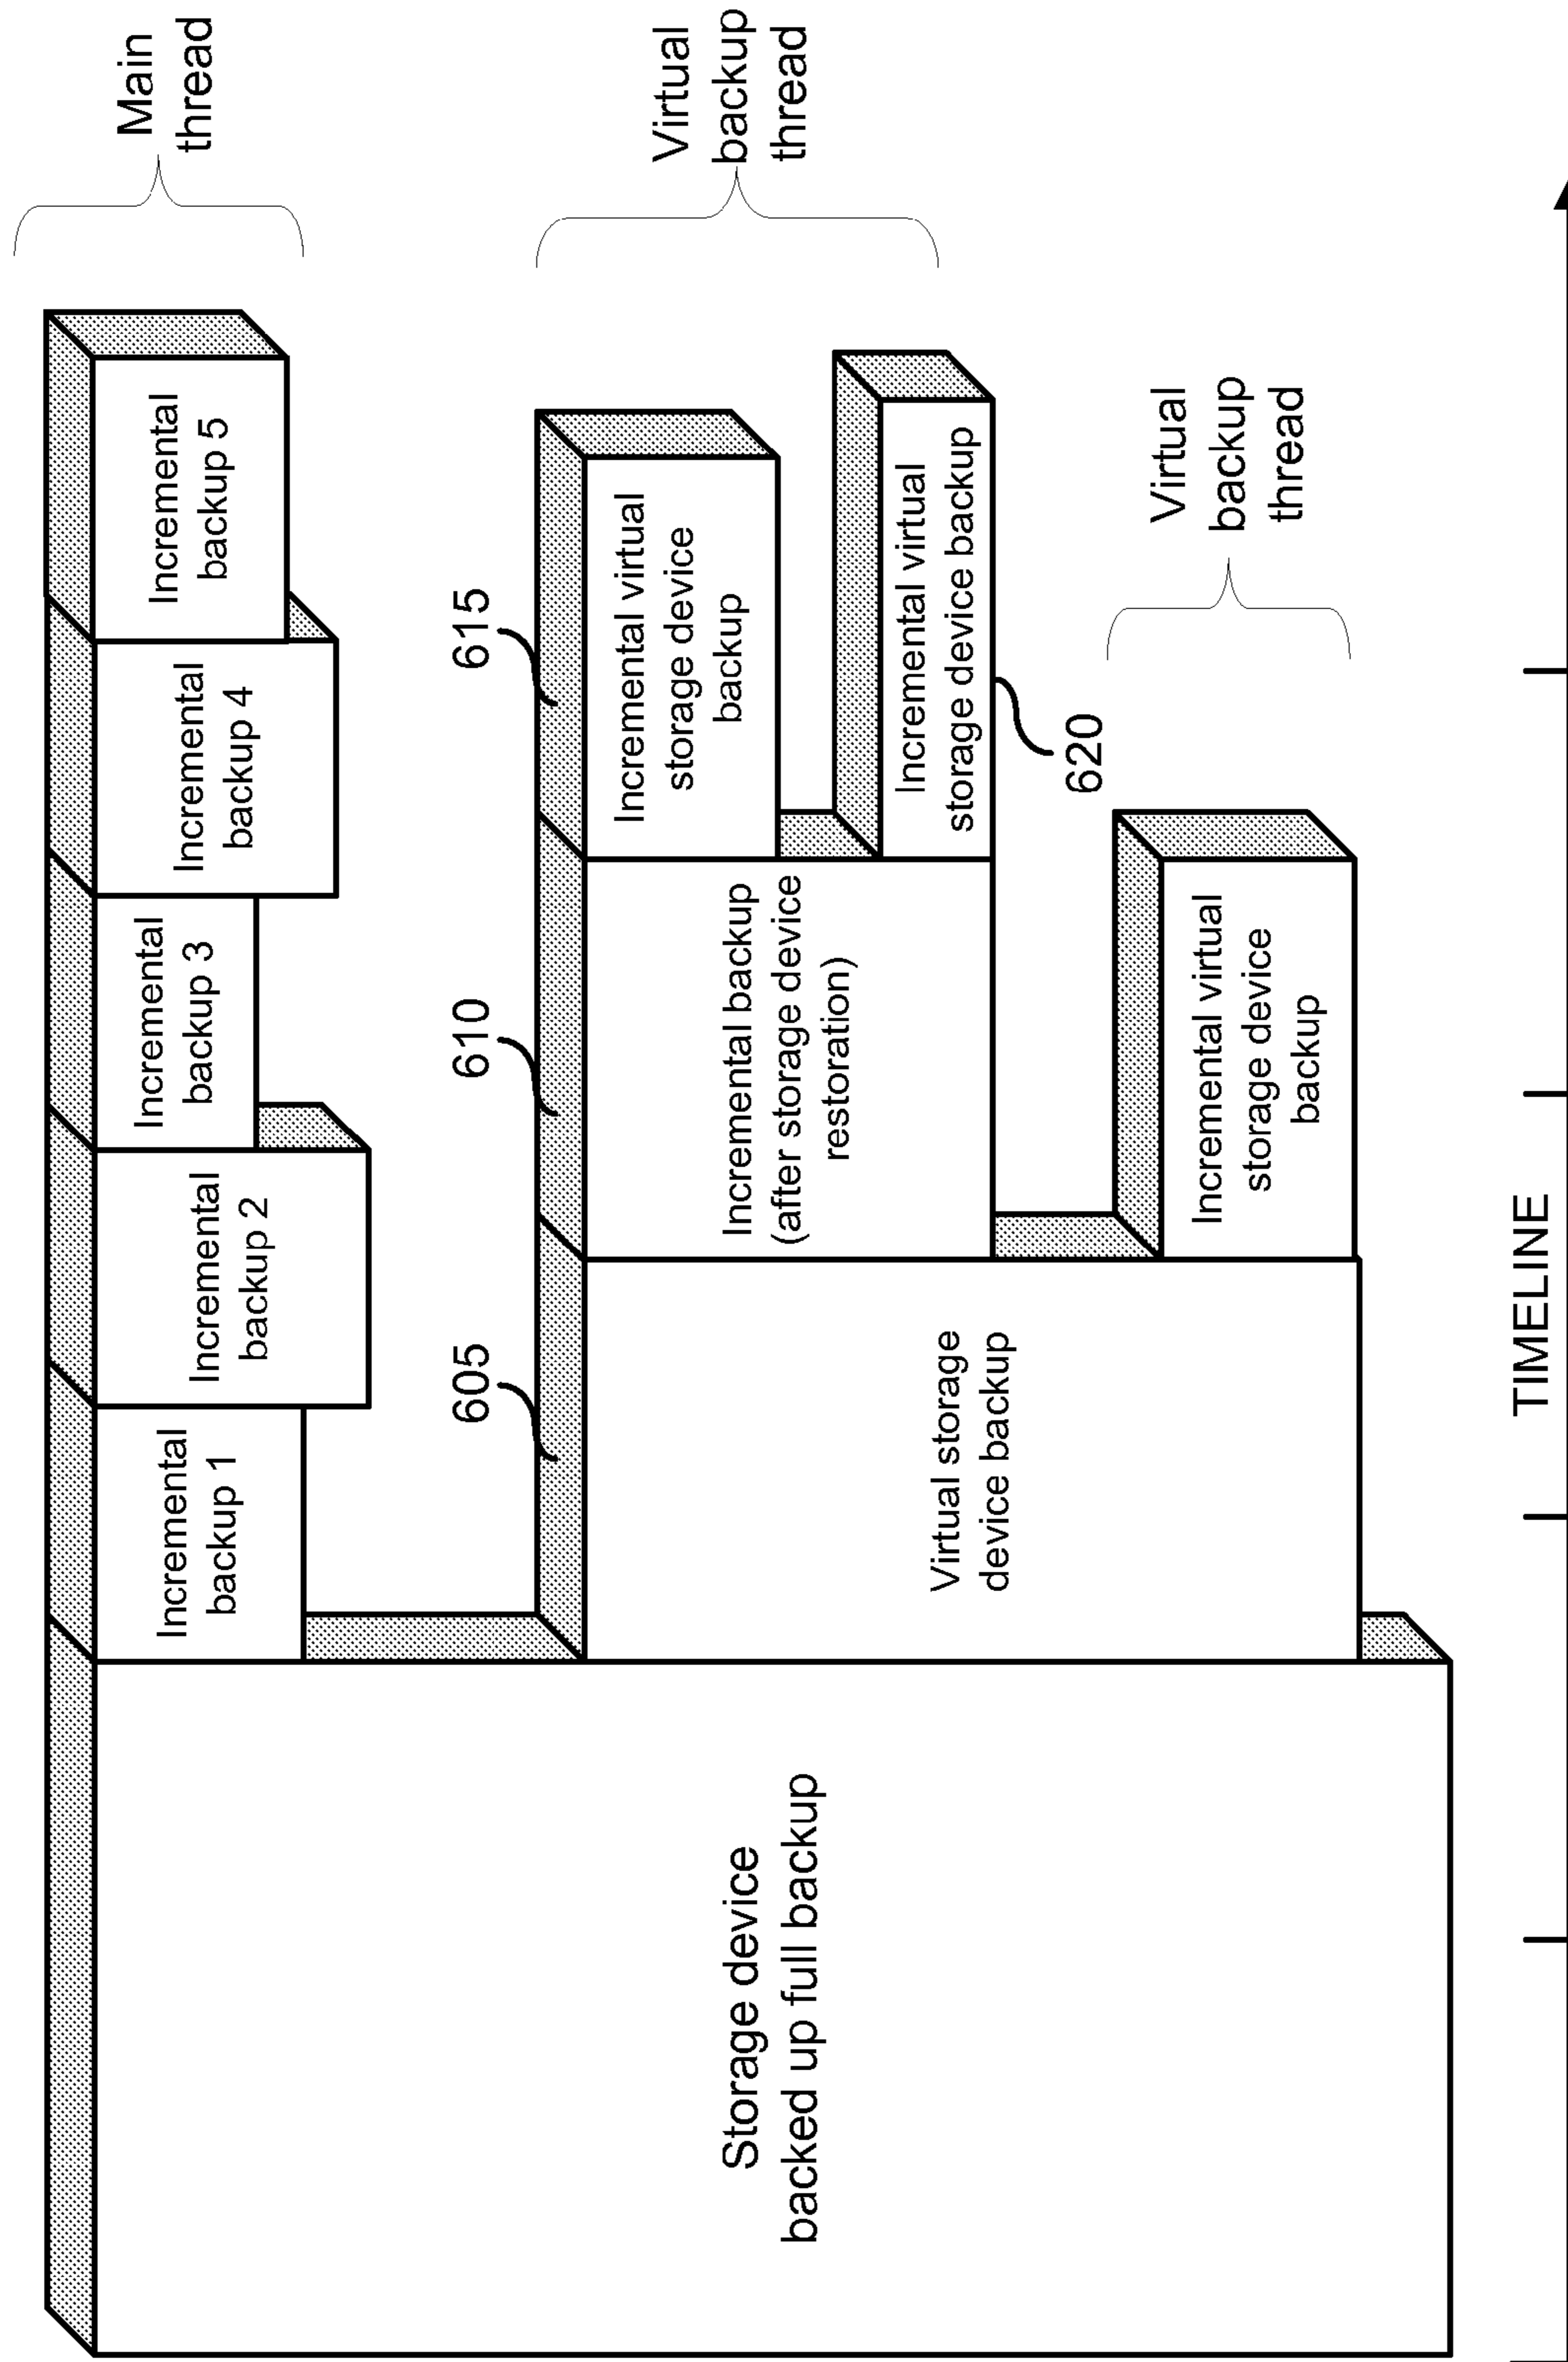 Main
thread
Incremental
backup 1
Incremental
backup 2
Incremental
backup 3
Incremental
backup 4
Incremental
backup 5
Storage device
backed up full backup
605
610
615
Virtual
backup
thread
Virtual storage
device backup
Incremental backup
(after storage device
restoration)
Incremental virtual
storage device
backup
Incremental virtual
storage device backup
620
Incremental virtual
storage device
backup
Virtual
backup
thread
TIMELINE